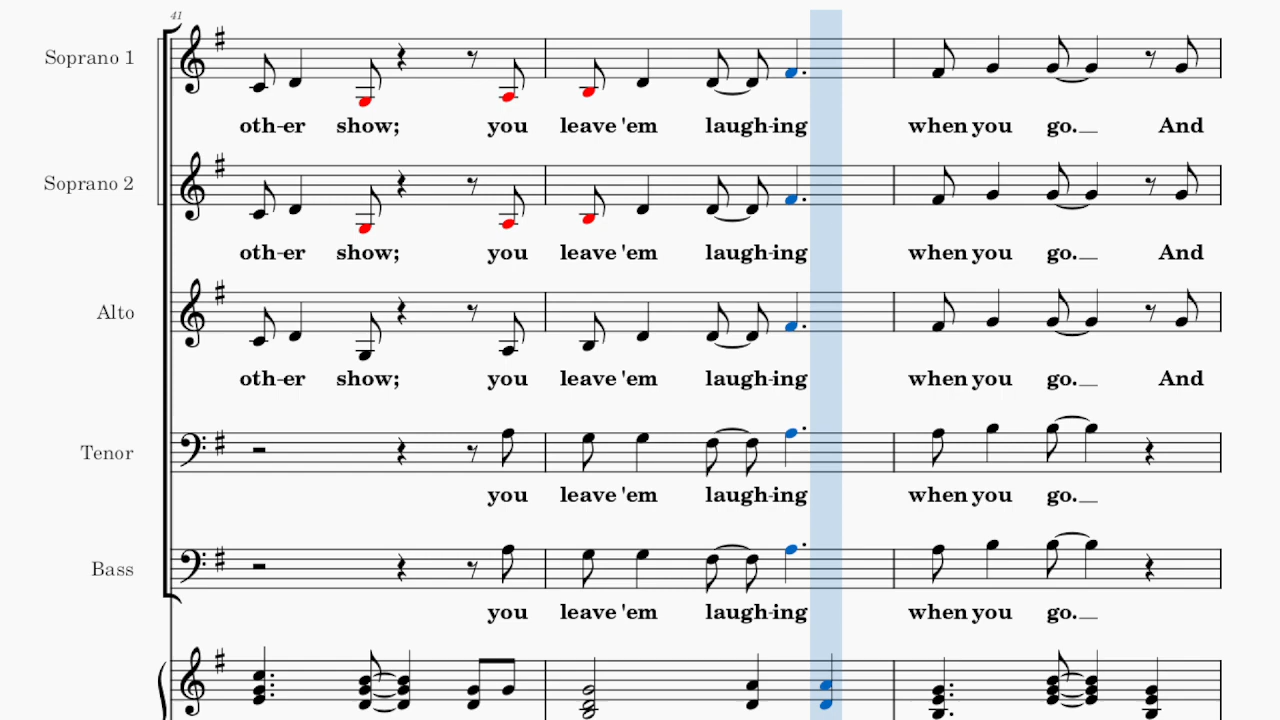 41
Soprano 1
oth-er show; you leave 'em laugh-ing when you go. And
Soprano 2
oth-er show; you leave 'em laugh-ing when you go. And
Alto
oth-er show; you leave 'em laugh-ing when you go. And
Tenor
you leave 'em laugh-ing when you go.
Bass
you leave 'em laugh-ing when you go.